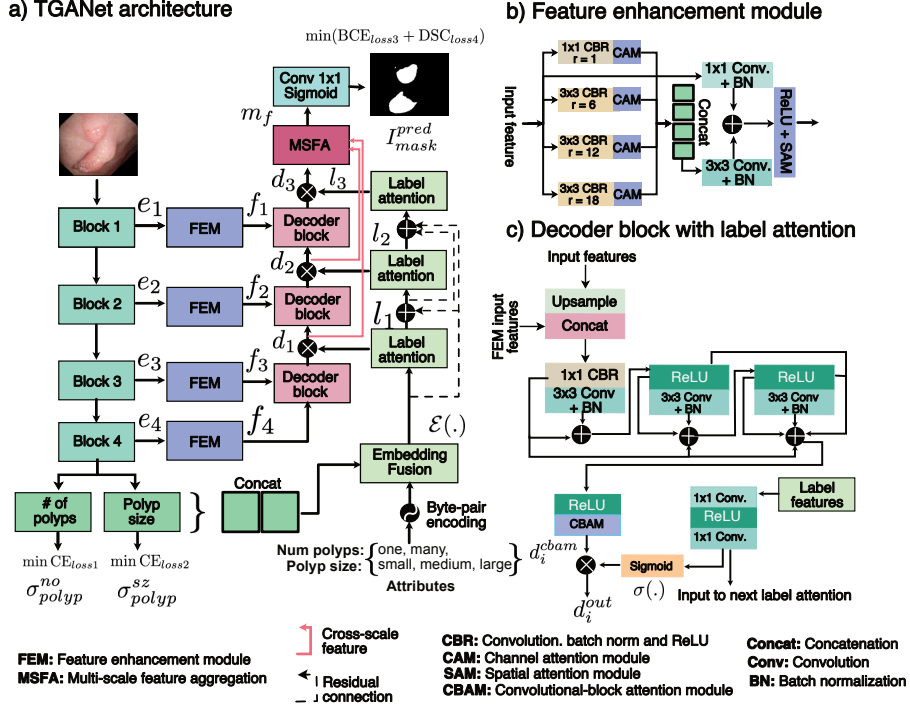 a) TGANet architecture
min(BCE_loss3 + DSC_loss4)
Conv 1x1
Sigmoid
m_f
I_mask^pred
MSFA
d_3
l_3
Label
attention
Block 1
e_1
FEM
f_1
Decoder
block
l_2
d_2
Label
attention
Block 2
e_2
FEM
f_2
Decoder
block
l_1
d_1
Label
attention
Block 3
e_3
FEM
f_3
Decoder
block
Block 4
e_4
FEM
f_4
ℰ(.)
Embedding
Fusion
Concat
# of
polyps
Polyp
size
}
Byte-pair
encoding
min CE_loss1
min CE_loss2
σ_polyp^no
σ_polyp^sz
Num polyps:
Polyp size:
{one, many,
small, medium, large}
Attributes
b) Feature enhancement module
Input feature
1x1 CBR
r = 1
CAM
3x3 CBR
r = 6
CAM
3x3 CBR
r = 12
CAM
3x3 CBR
r = 18
CAM
Concat
1x1 Conv.
+ BN
3x3 Conv.
+ BN
ReLU + SAM
c) Decoder block with label attention
Input features
Upsample
Concat
FEM input
features
1x1 CBR
3x3 Conv
+ BN
ReLU
3x3 Conv
+ BN
ReLU
3x3 Conv
+ BN
ReLU
CBAM
1x1 Conv.
ReLU
1x1 Conv.
Label
features
d_i^cbam
Sigmoid
σ(.)
d_i^out
Input to next label attention
FEM: Feature enhancement module
MSFA: Multi-scale feature aggregation
Cross-scale
feature
Residual
connection
CBR: Convolution. batch norm and ReLU
CAM: Channel attention module
SAM: Spatial attention module
CBAM: Convolutional-block attention module
Concat: Concatenation
Conv: Convolution
BN: Batch normalization